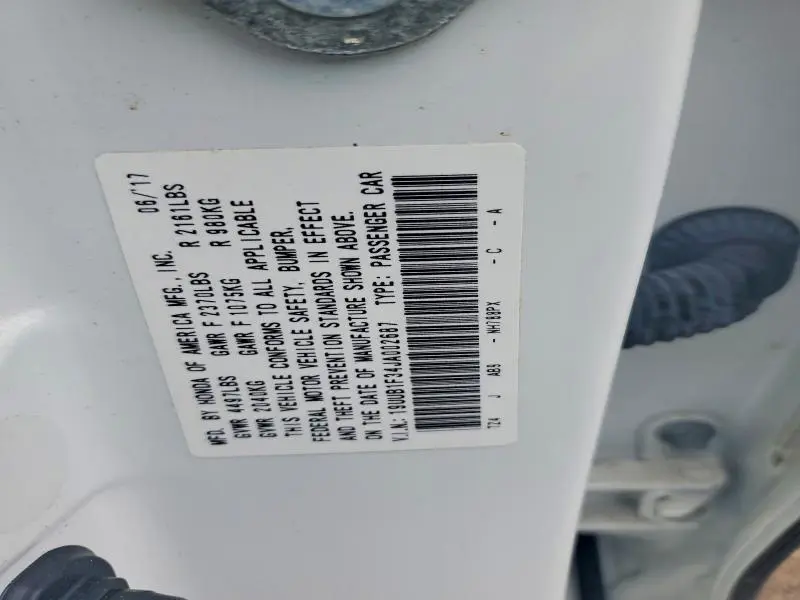 MFD. BY HONDA OF AMERICA MFG., INC. 06/'17
GVWR 4497LBS GAWR F 2370LBS R 2161LBS
GVWR 2040KG GAWR F 1075KG R 980KG
THIS VEHICLE CONFORMS TO ALL APPLICABLE
FEDERAL MOTOR VEHICLE SAFETY, BUMPER,
AND THEFT PREVENTION STANDARDS IN EFFECT
ON THE DATE OF MANUFACTURE SHOWN ABOVE.
V.I.N.: 19UUB1F34JA002687 TYPE: PASSENGER CAR
T24 J AB5 - NH788PX - C - A